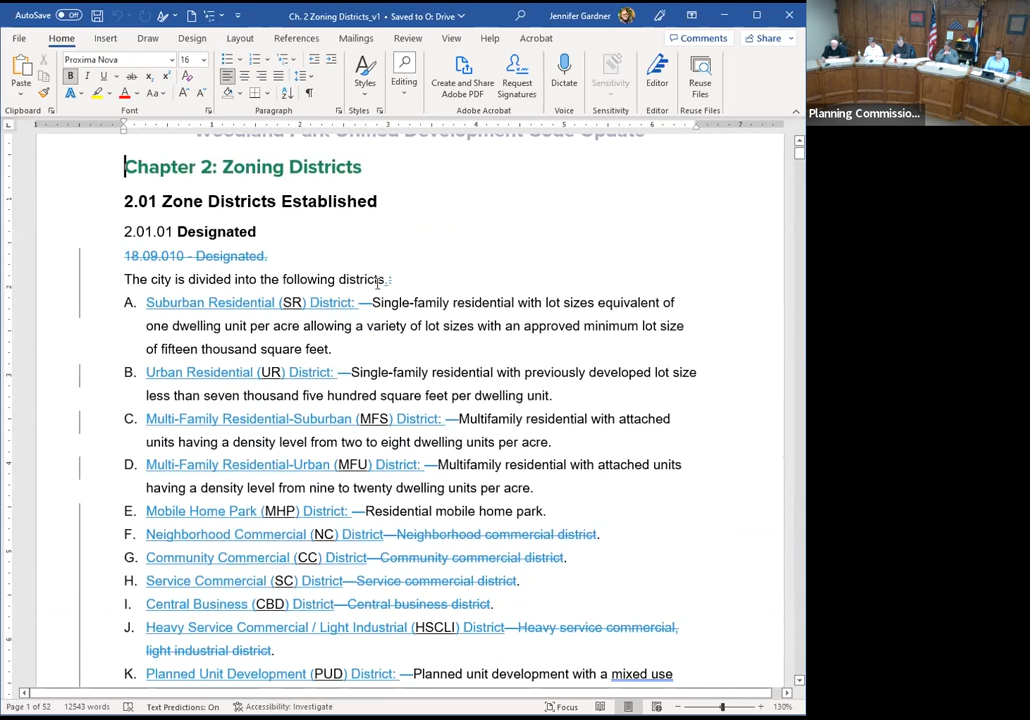 AutoSave Off Ch. 2 Zoning Districts_v1 • Saved to O: Drive Jennifer Gardner
File Home Insert Draw Design Layout References Mailings Review View Help Acrobat Comments Share
Proxima Nova 16
Paste Styles Editing Create and Share Adobe PDF Request Signatures Dictate Sensitivity Editor Reuse Files
Clipboard Font Paragraph Styles Adobe Acrobat Voice Sensitivity Editor Reuse Files
Planning Commissio...
Woodland Park Unified Development Code Update
Chapter 2: Zoning Districts
2.01 Zone Districts Established
2.01.01 Designated
18.09.010 - Designated.
The city is divided into the following districts.:
A. Suburban Residential (SR) District: —Single-family residential with lot sizes equivalent of
one dwelling unit per acre allowing a variety of lot sizes with an approved minimum lot size
of fifteen thousand square feet.
B. Urban Residential (UR) District: —Single-family residential with previously developed lot size
less than seven thousand five hundred square feet per dwelling unit.
C. Multi-Family Residential-Suburban (MFS) District: —Multifamily residential with attached
units having a density level from two to eight dwelling units per acre.
D. Multi-Family Residential-Urban (MFU) District: —Multifamily residential with attached units
having a density level from nine to twenty dwelling units per acre.
E. Mobile Home Park (MHP) District: —Residential mobile home park.
F. Neighborhood Commercial (NC) District—Neighborhood commercial district.
G. Community Commercial (CC) District—Community commercial district.
H. Service Commercial (SC) District—Service commercial district.
I. Central Business (CBD) District—Central business district.
J. Heavy Service Commercial / Light Industrial (HSCLI) District—Heavy service commercial,
light industrial district.
K. Planned Unit Development (PUD) District: —Planned unit development with a mixed use
Page 1 of 52 12543 words Text Predictions: On Accessibility: Investigate Focus 130%